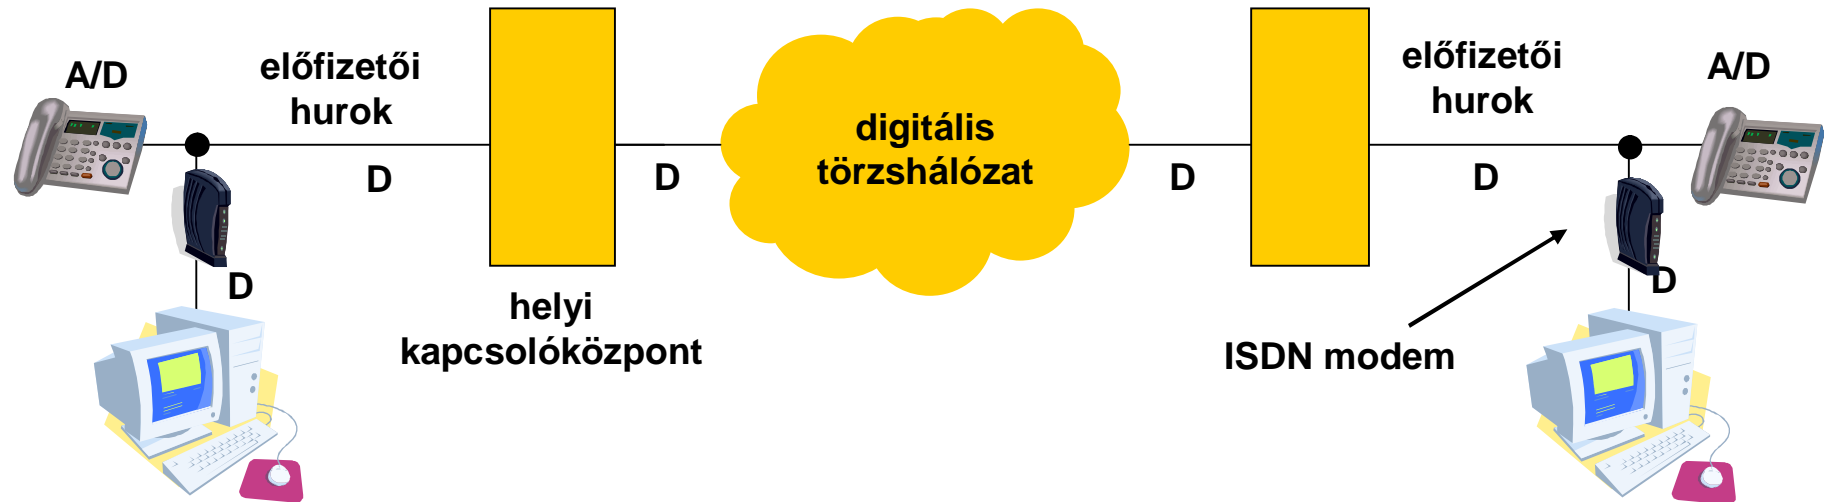 A/D
előfizetői
hurok
D
D
helyi
kapcsolóközpont
D
digitális
törzshálózat
D
előfizetői
hurok
D
A/D
ISDN modem
D